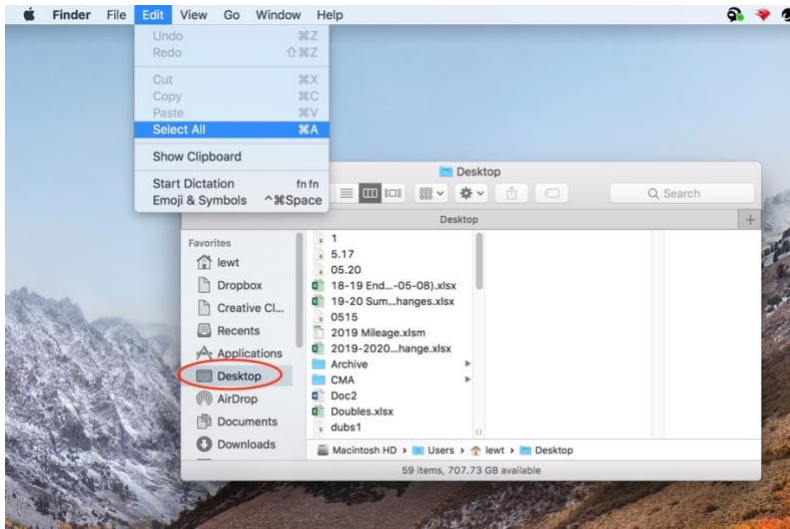 Finder File Edit View Go Window Help
Undo ⌘Z
Redo ⇧⌘Z
Cut ⌘X
Copy ⌘C
Paste ⌘V
Select All ⌘A
Show Clipboard
Start Dictation fn fn
Emoji & Symbols ^⌘Space
Desktop
Search
Desktop
Favorites
lewt
Dropbox
Creative Cl...
Recents
Applications
Desktop
AirDrop
Documents
Downloads
1
5.17
05.20
18-19 End...-05-08).xlsx
19-20 Sum...hanges.xlsx
0515
2019 Mileage.xlsm
2019-2020...hange.xlsx
Archive
CMA
Doc2
Doubles.xlsx
dubs1
Macintosh HD › Users › lewt › Desktop
59 items, 707.73 GB available